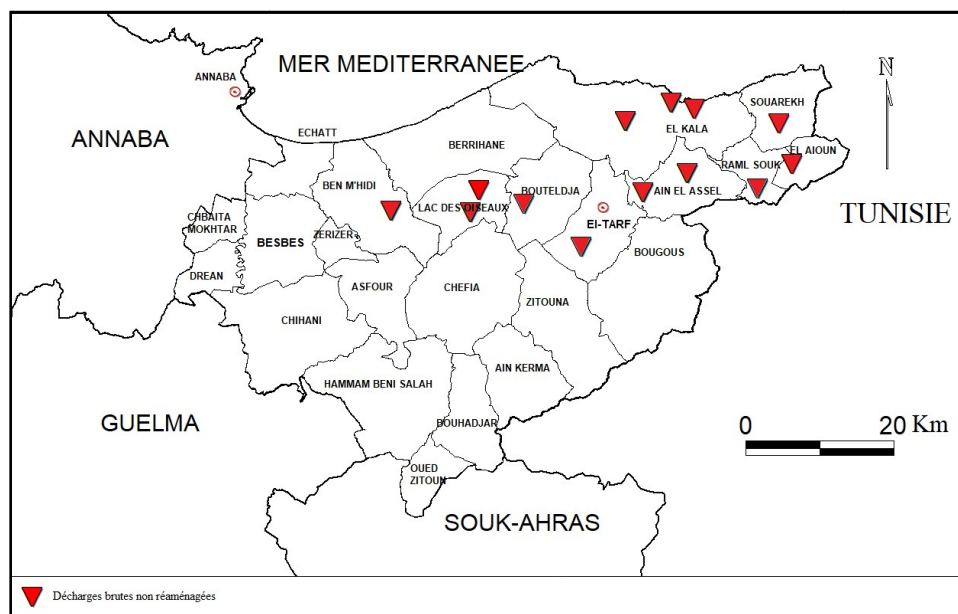 MER MEDITERRANEE
ANNABA
N
SOUAREKH
ECHATT
EL KALA
ANNABA
BERRIHANE
EL AIOUN
RAML SOUK
BEN M'HIDI
BOUTELDJA
AIN EL ASSEL
LAC DES OISEAUX
TUNISIE
CHBAITA
MOKHTAR
El-TARF
ZERIZER
BESBES
BOUGOUS
DREAN
ASFOUR
CHEFIA
ZITOUNA
CHIHANI
AIN KERMA
HAMMAM BENI SALAH
GUELMA
BOUHADJAR
0 20 Km
OUED
ZITOUN
SOUK-AHRAS
Décharges brutes non réaménagées